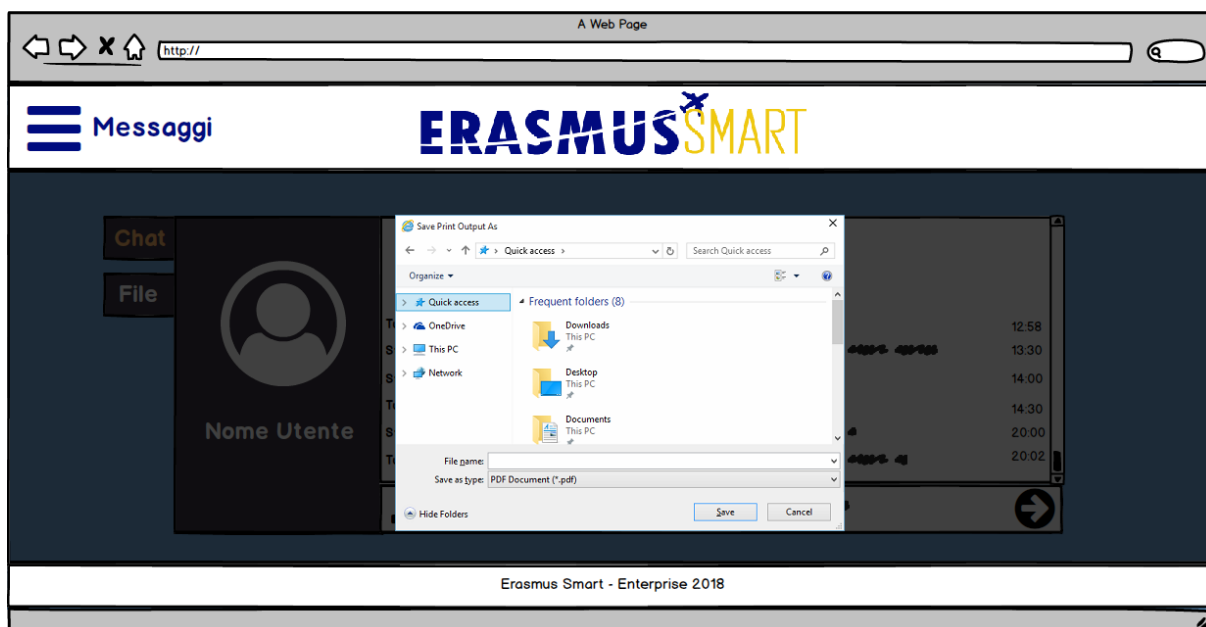 A Web Page
http://
Messaggi
ERASMUSSMART
Chat
File
Nome Utente
Save Print Output As
Quick access
Search Quick access
Organize
Quick access
OneDrive
This PC
Network
Frequent folders (8)
Downloads
This PC
Desktop
This PC
Documents
This PC
File name:
Save as type: PDF Document (*.pdf)
Hide Folders
Save Cancel
12:58
13:30
14:00
14:30
20:00
20:02
Erasmus Smart - Enterprise 2018